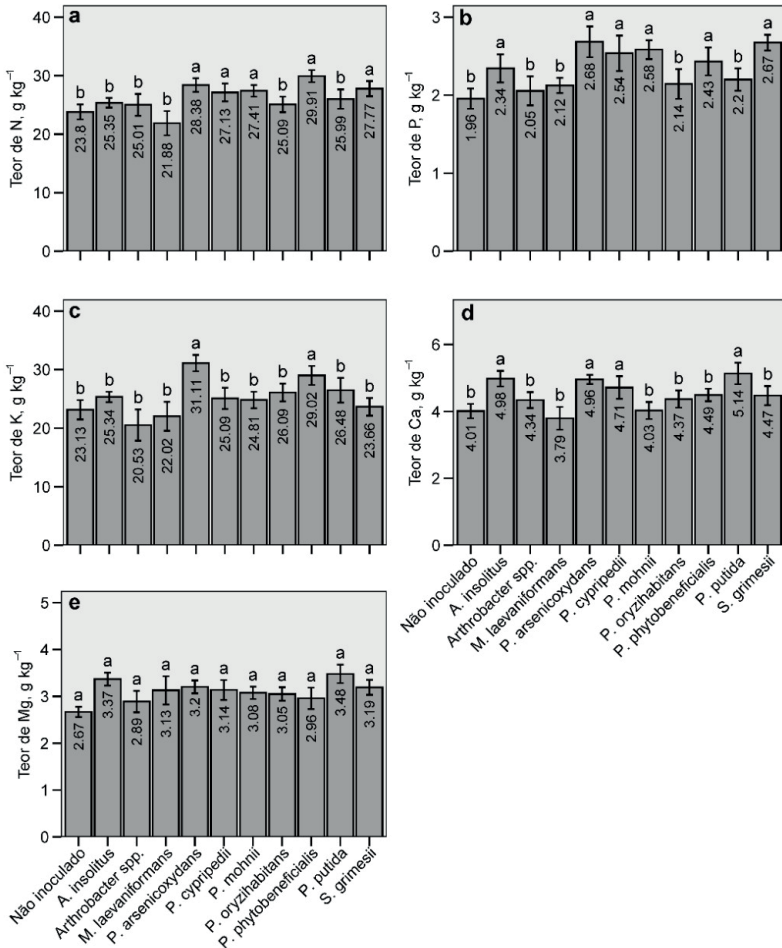 a
Teor de N, g kg⁻¹
40
30
20
10
0
b b b b a a a b a b a
23.8 25.35 25.01 21.88 28.38 27.13 27.41 25.09 29.91 25.99 27.77
b
Teor de P, g kg⁻¹
3
2
1
0
b a b b a a a b a b a
1.96 2.34 2.05 2.12 2.68 2.54 2.58 2.14 2.43 2.2 2.67
c
Teor de K, g kg⁻¹
40
30
20
10
0
b b b b a b b b a b b
23.13 25.34 20.53 22.02 31.11 25.09 24.81 26.09 29.02 26.48 23.66
d
Teor de Ca, g kg⁻¹
6
4
2
0
b a b b a a b b b a b
4.01 4.98 4.34 3.79 4.96 4.71 4.03 4.37 4.49 5.14 4.47
Não inoculado
A. insolitus
Arthrobacter spp.
M. laevaniformans
P. arsenicoxydans
P. cypripedii
P. mohnii
P. oryzihabitans
P. phytobeneficialis
P. putida
S. grimesii
e
Teor de Mg, g kg⁻¹
5
4
3
2
1
0
a a a a a a a a a a a
2.67 3.37 2.89 3.13 3.2 3.14 3.08 3.05 2.96 3.48 3.19
Não inoculado
A. insolitus
Arthrobacter spp.
M. laevaniformans
P. arsenicoxydans
P. cypripedii
P. mohnii
P. oryzihabitans
P. phytobeneficialis
P. putida
S. grimesii